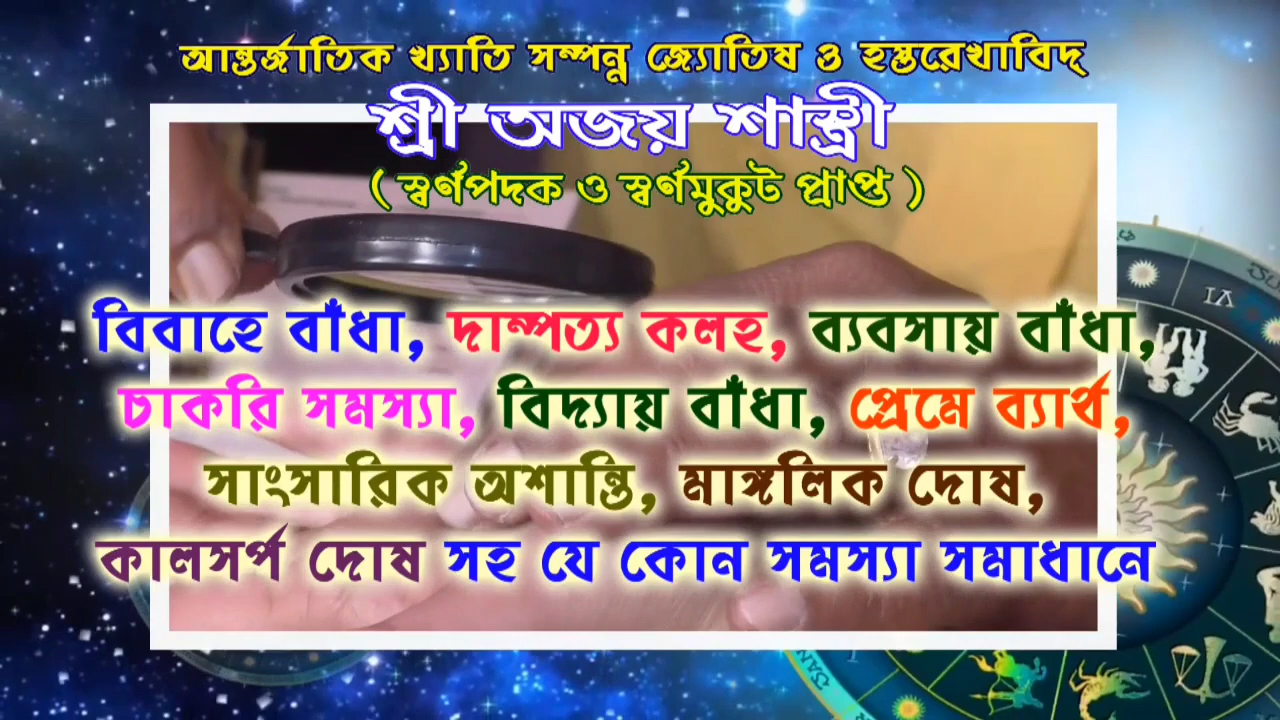 আন্তর্জাতিক খ্যাতি সম্পন্ন জ্যোতিষ ও হস্তরেখাবিদ্
শ্রী অজয় শাস্ত্রী
( স্বর্ণপদক ও স্বর্ণমুকুট প্রাপ্ত )
বিবাহে বাঁধা, দাম্পত্য কলহ, ব্যবসায় বাঁধা,
চাকরি সমস্যা, বিদ্যায় বাঁধা, প্রেমে ব্যার্থ,
সাংসারিক অশান্তি, মাঙ্গলিক দোষ,
কালসর্প দোষ সহ যে কোন সমস্যা সমাধানে